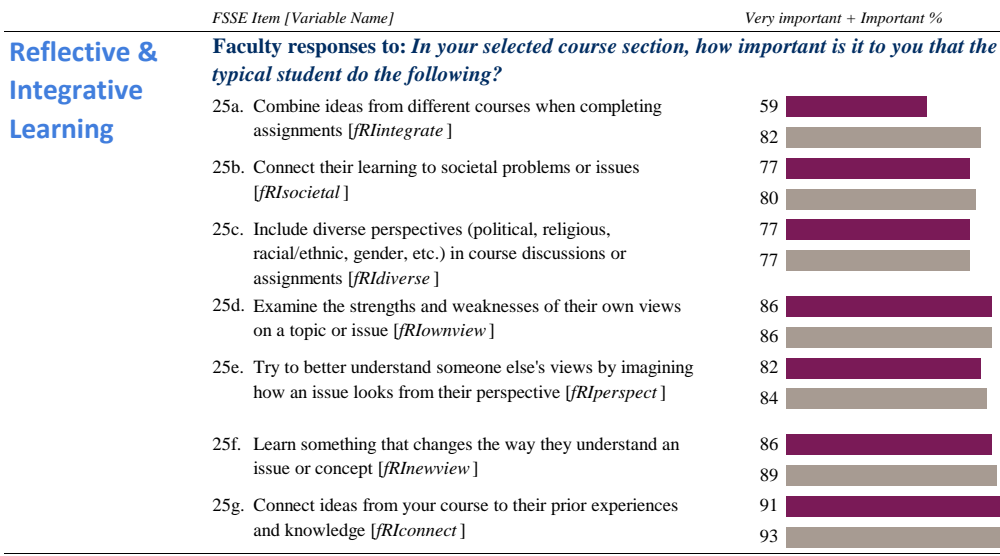 FSSE Item [Variable Name]
Very important + Important %
Reflective &
Integrative
Learning
Faculty responses to: In your selected course section, how important is it to you that the
typical student do the following?
25a. Combine ideas from different courses when completing
assignments [fRIintegrate]
59
82
25b. Connect their learning to societal problems or issues
[fRIsocietal]
77
80
25c. Include diverse perspectives (political, religious,
racial/ethnic, gender, etc.) in course discussions or
assignments [fRIdiverse]
77
77
25d. Examine the strengths and weaknesses of their own views
on a topic or issue [fRIownview]
86
86
25e. Try to better understand someone else's views by imagining
how an issue looks from their perspective [fRIperspect]
82
84
25f. Learn something that changes the way they understand an
issue or concept [fRInewview]
86
89
25g. Connect ideas from your course to their prior experiences
and knowledge [fRIconnect]
91
93